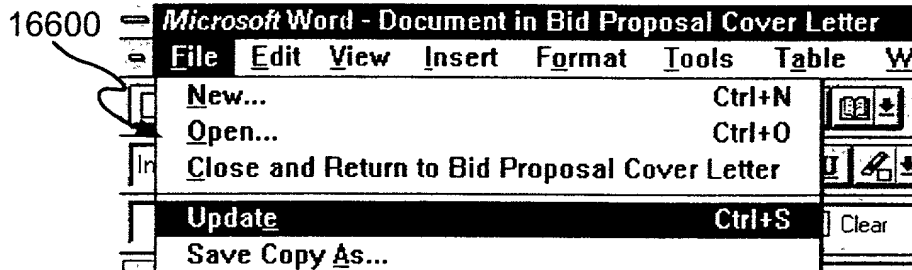 16600
Microsoft Word - Document in Bid Proposal Cover Letter
File Edit View Insert Format Tools Table W
New... Ctrl+N
Open... Ctrl+O
In
Close and Return to Bid Proposal Cover Letter
U
Update Ctrl+S
Clear
Save Copy As...